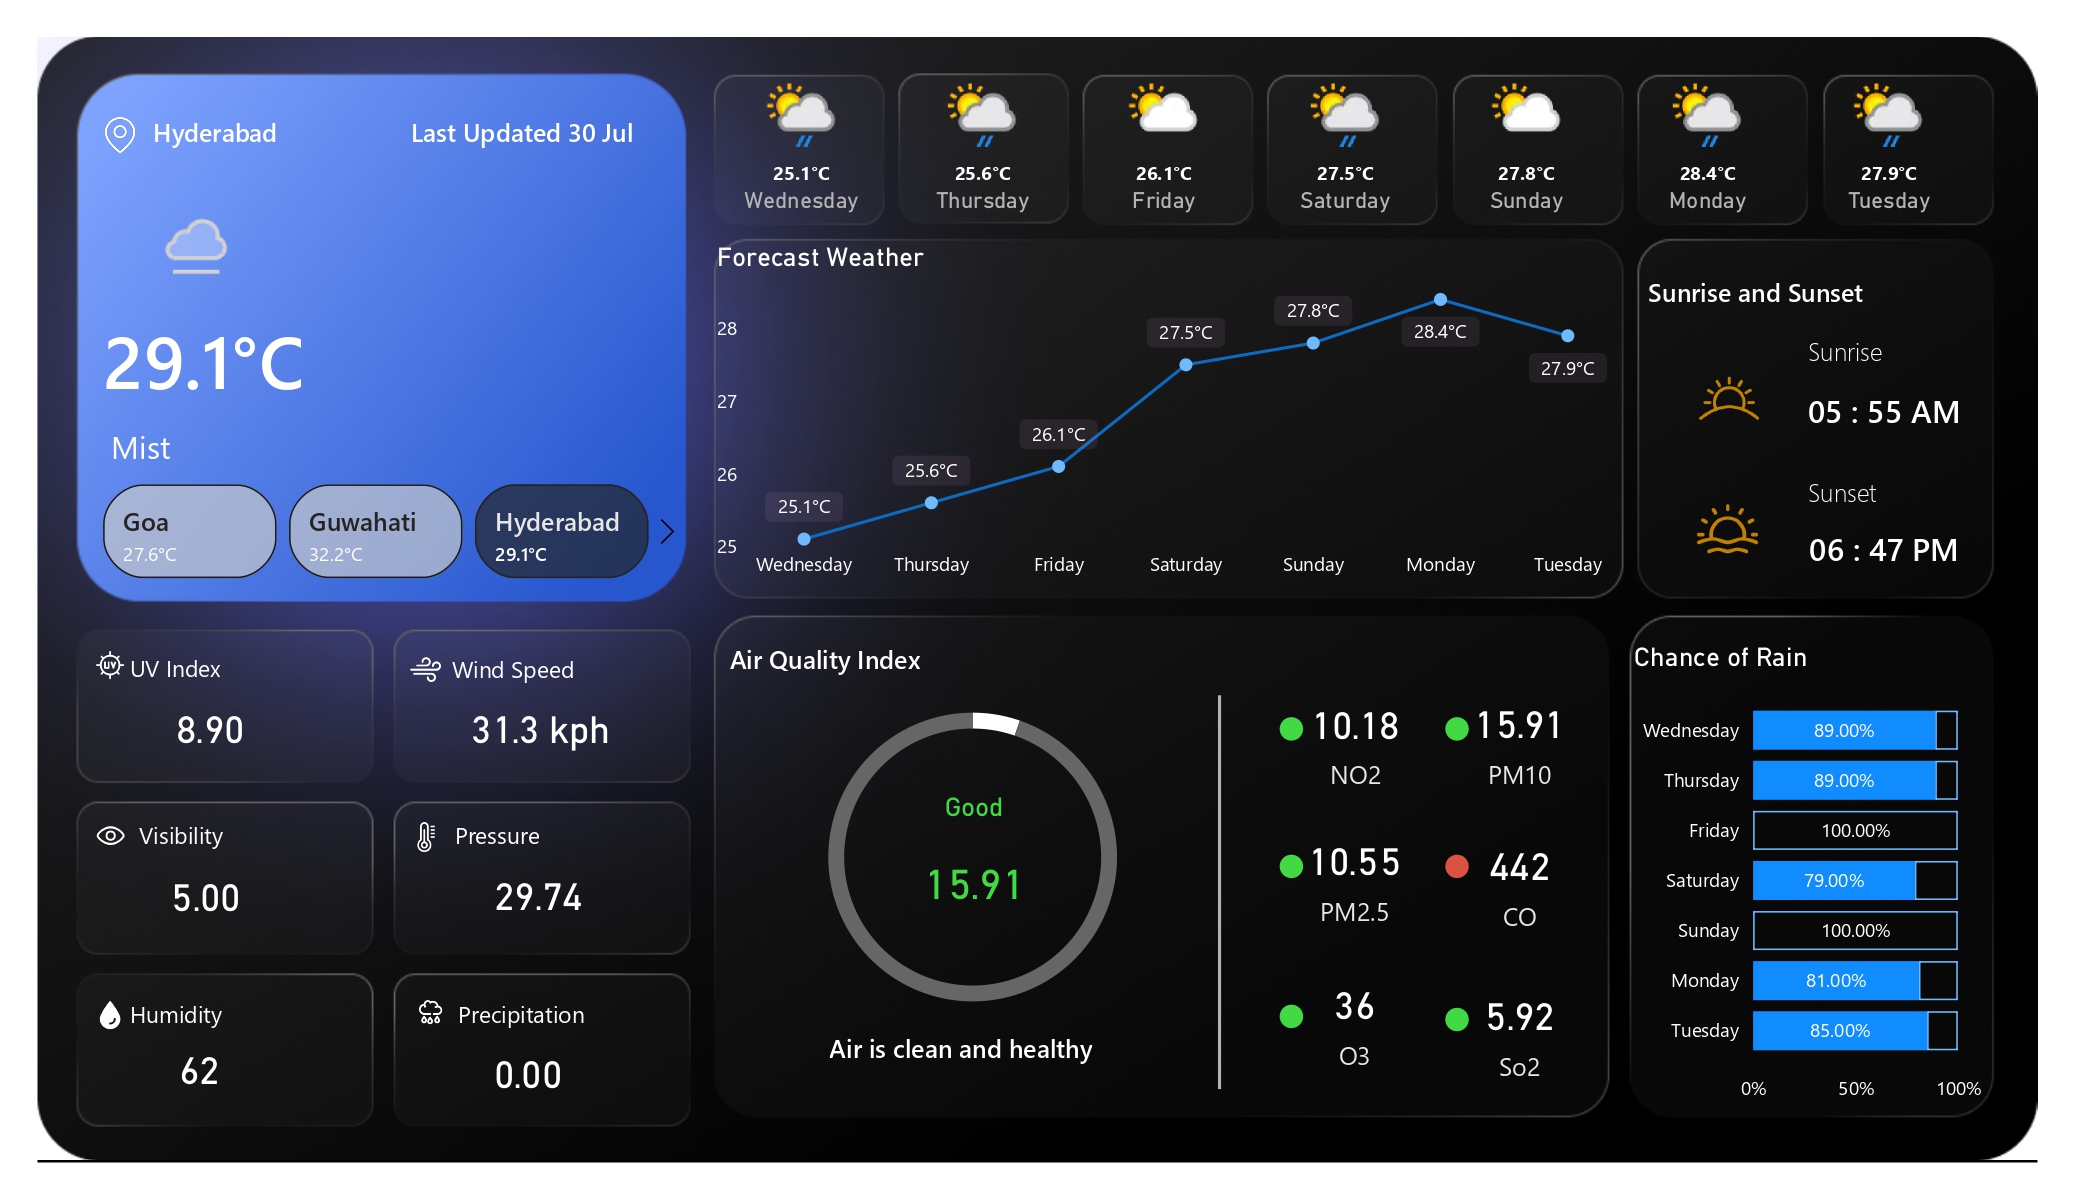 Hyderabad
Last Updated 30 Jul
29.1°C
Mist
Goa
27.6°C
Guwahati
32.2°C
Hyderabad
29.1°C
25.1°C
Wednesday
25.6°C
Thursday
26.1°C
Friday
27.5°C
Saturday
27.8°C
Sunday
28.4°C
Monday
27.9°C
Tuesday
Forecast Weather
28
27
26
25
25.1°C
25.6°C
26.1°C
27.5°C
27.8°C
28.4°C
27.9°C
Wednesday
Thursday
Friday
Saturday
Sunday
Monday
Tuesday
Sunrise and Sunset
Sunrise
05 : 55 AM
Sunset
06 : 47 PM
UV
UV Index
8.90
Wind Speed
31.3 kph
Visibility
5.00
Pressure
29.74
Humidity
62
Precipitation
0.00
Air Quality Index
Good
15.91
Air is clean and healthy
10.18
NO2
15.91
PM10
10.55
PM2.5
442
CO
36
O3
5.92
So2
Chance of Rain
Wednesday 89.00%
Thursday 89.00%
Friday 100.00%
Saturday 79.00%
Sunday 100.00%
Monday 81.00%
Tuesday 85.00%
0% 50% 100%